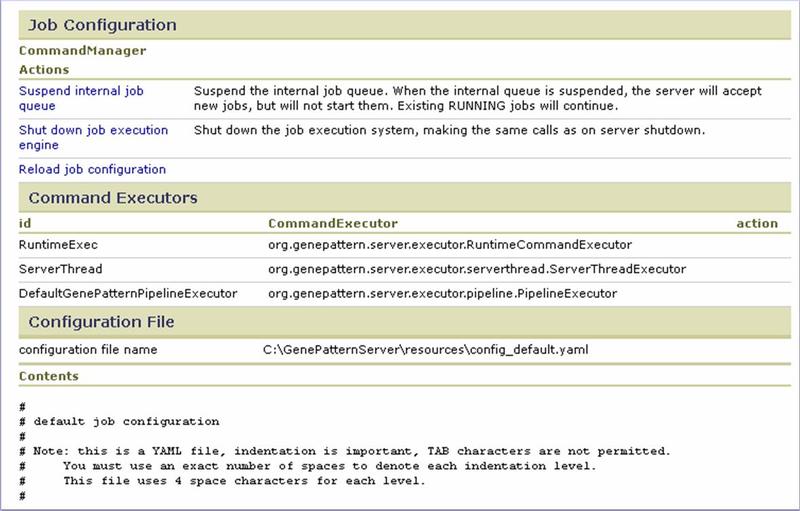 Job Configuration
CommandManager
Actions
Suspend internal job queue
Suspend the internal job queue. When the internal queue is suspended, the server will accept
new jobs, but will not start them. Existing RUNNING jobs will continue.
Shut down job execution engine
Shut down the job execution system, making the same calls as on server shutdown.
Reload job configuration
Command Executors
id CommandExecutor action
RuntimeExec org.genepattern.server.executor.RuntimeCommandExecutor
ServerThread org.genepattern.server.executor.serverthread.ServerThreadExecutor
DefaultGenePatternPipelineExecutor org.genepattern.server.executor.pipeline.PipelineExecutor
Configuration File
configuration file name C:\GenePatternServer\resources\config_default.yaml
Contents
#
# default job configuration
#
# Note: this is a YAML file, indentation is important, TAB characters are not permitted.
# You must use an exact number of spaces to denote each indentation level.
# This file uses 4 space characters for each level.
#